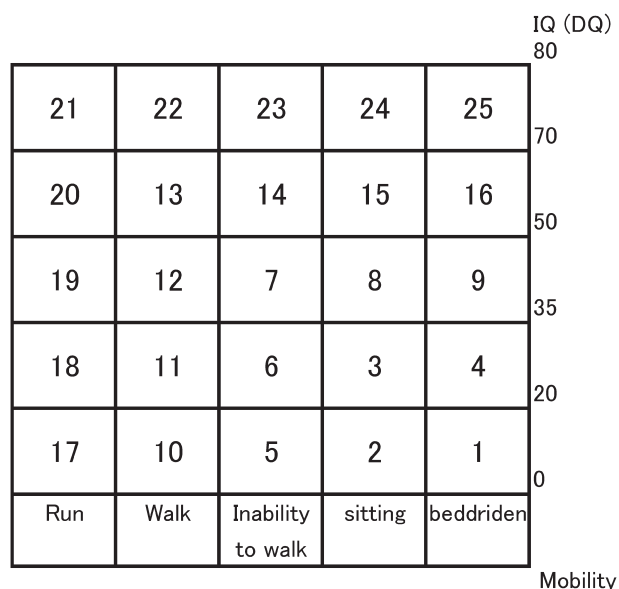 IQ (DQ)
80
21 22 23 24 25
70
20 13 14 15 16
50
19 12 7 8 9
35
18 11 6 3 4
20
17 10 5 2 1
0
Run Walk Inability sitting beddriden
to walk
Mobility